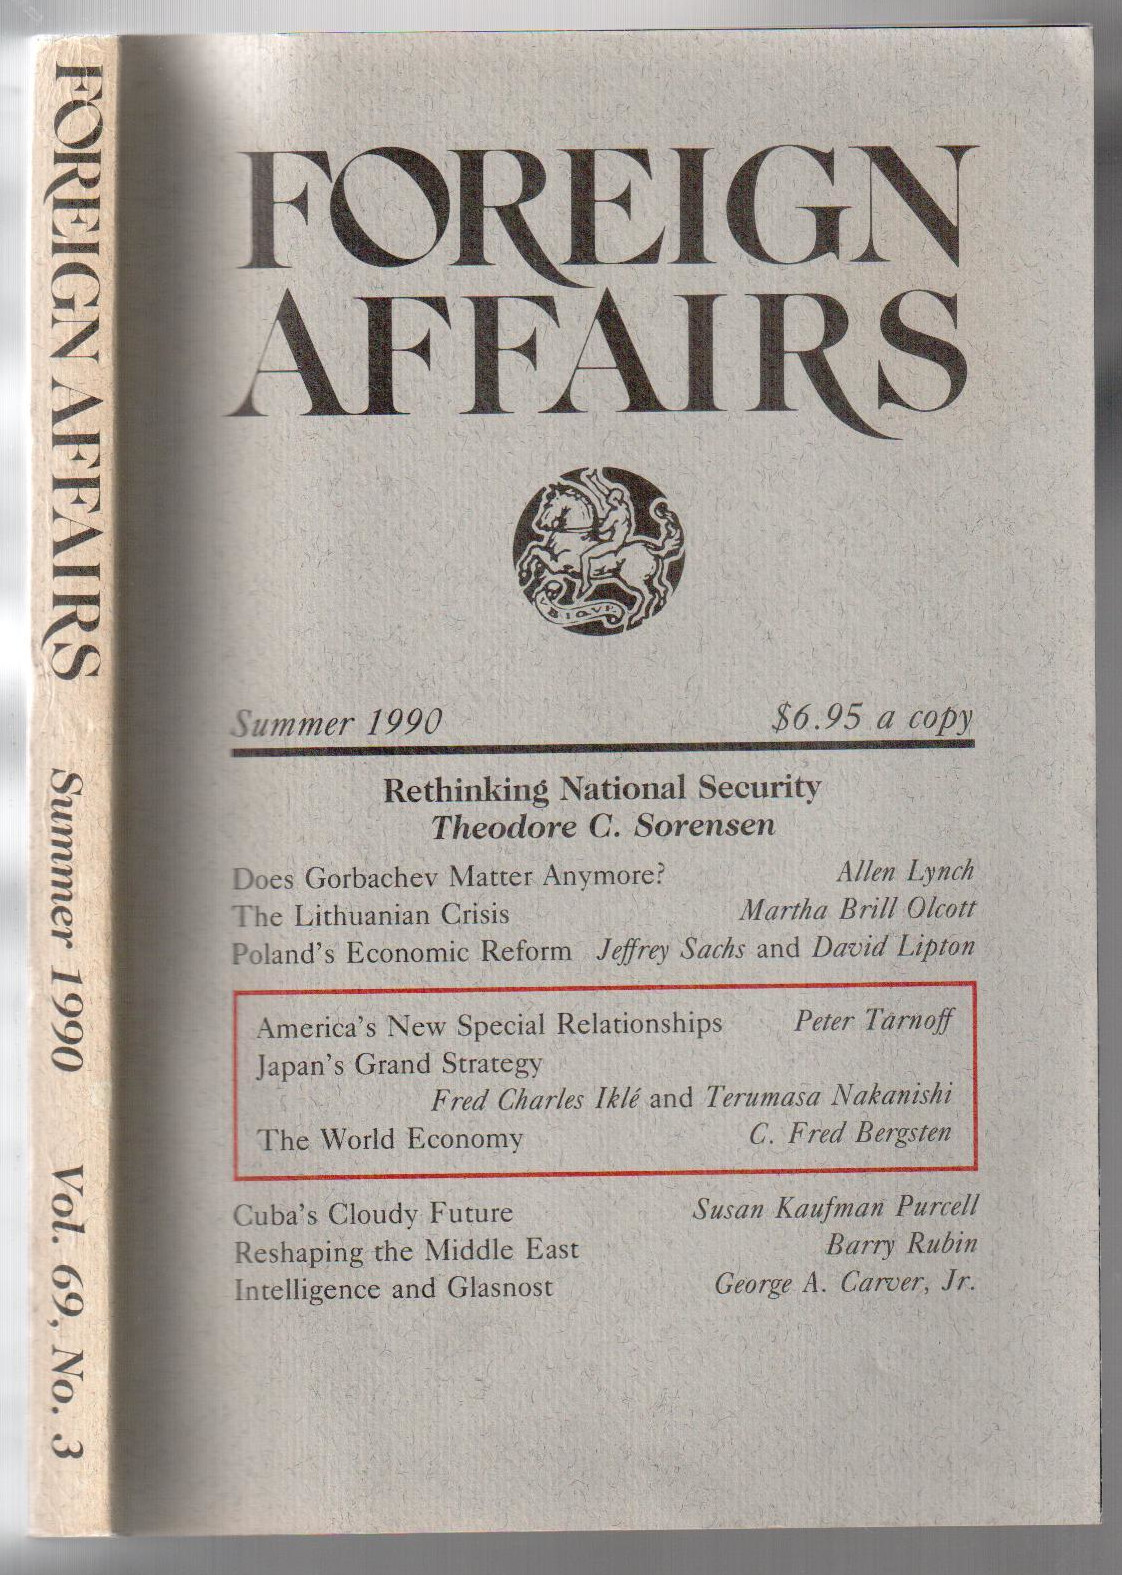 FOREIGN AFFAIRS Summer 1990 Vol. 69, No. 3
FOREIGN
AFFAIRS
VBIQVE
Summer 1990 $6.95 a copy
Rethinking National Security
Theodore C. Sorensen
Does Gorbachev Matter Anymore? Allen Lynch
The Lithuanian Crisis Martha Brill Olcott
Poland's Economic Reform Jeffrey Sachs and David Lipton
America's New Special Relationships Peter Tarnoff
Japan's Grand Strategy
Fred Charles Iklé and Terumasa Nakanishi
The World Economy C. Fred Bergsten
Cuba's Cloudy Future Susan Kaufman Purcell
Reshaping the Middle East Barry Rubin
Intelligence and Glasnost George A. Carver, Jr.